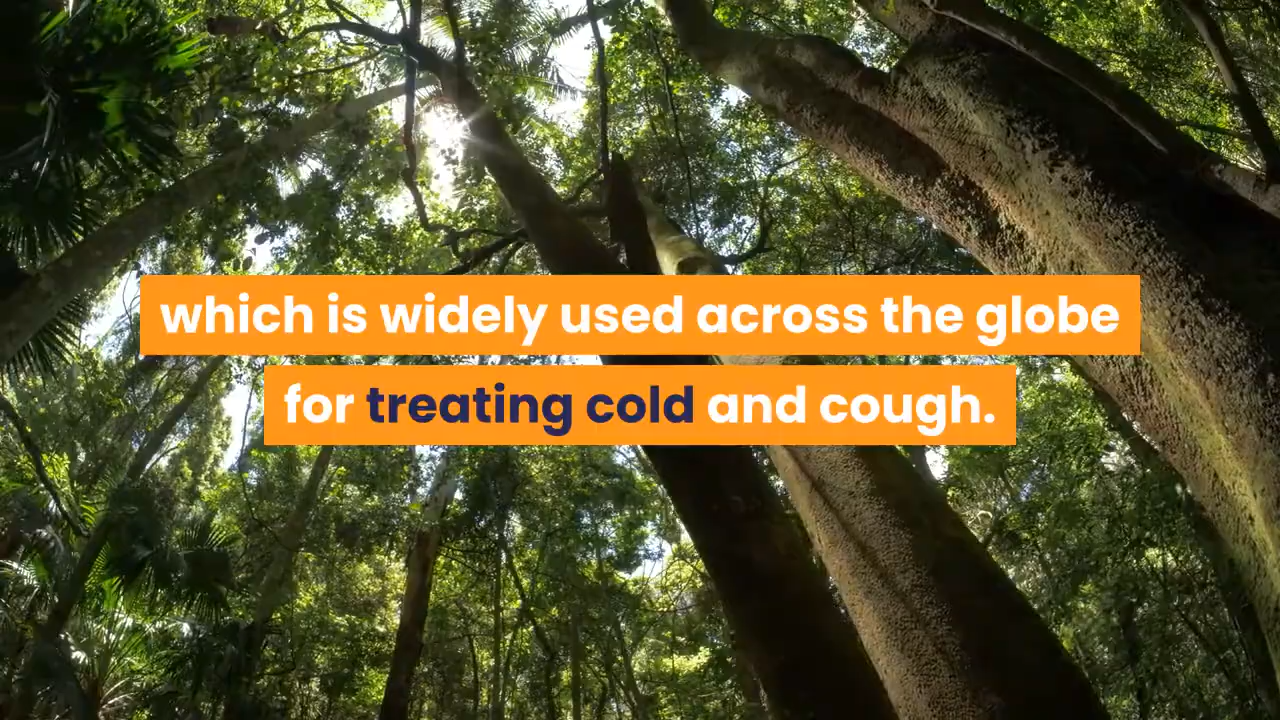 which is widely used across the globe
for treating cold and cough.